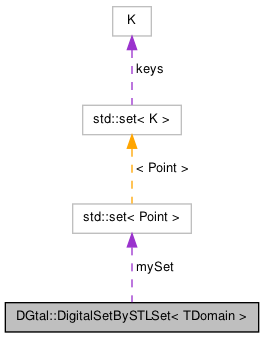 K
keys
std::set< K >
< Point >
std::set< Point >
mySet
DGtal::DigitalSetBySTLSet< TDomain >